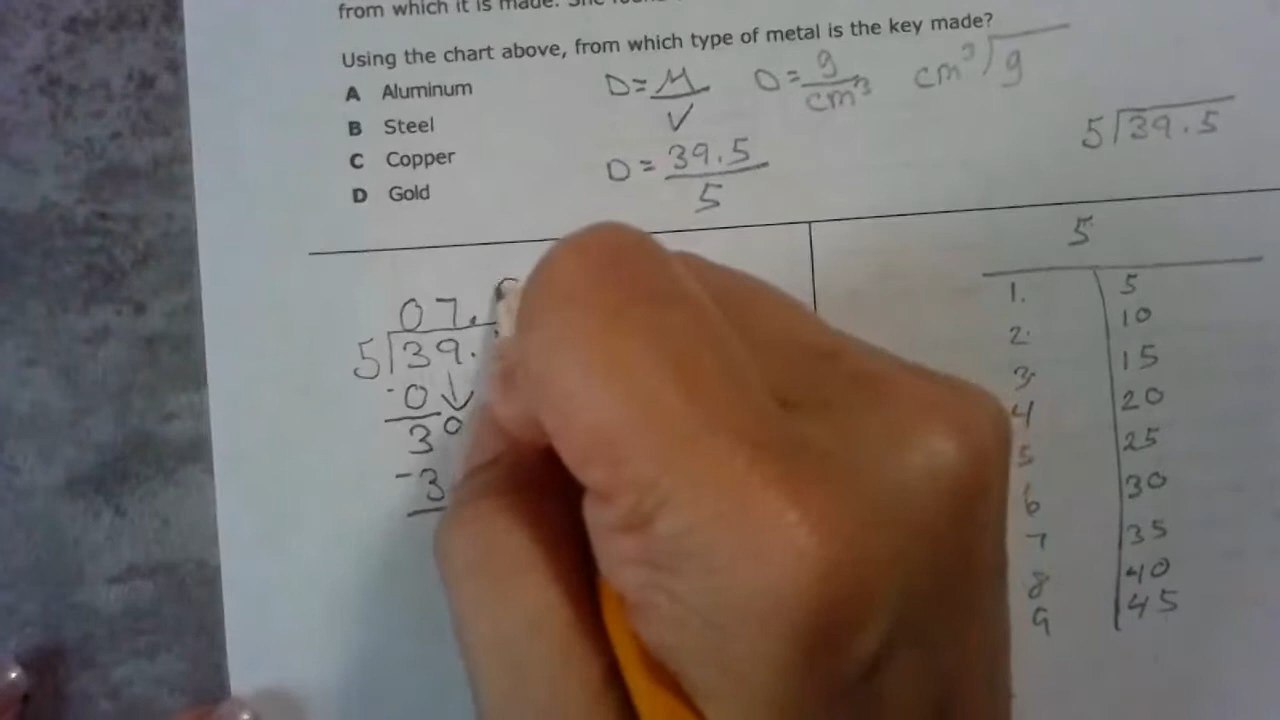 from which it is made. She
Using the chart above, from which type of metal is the key made?
A Aluminum
B Steel
C Copper
D Gold
D = M/V
D = g/cm³
cm³ g
D = 39.5/5
5 39.5
07.
5 39.
-0
30
-3
5
1. 5
2. 10
3. 15
4 20
5 25
6 30
7 35
8 40
9 45